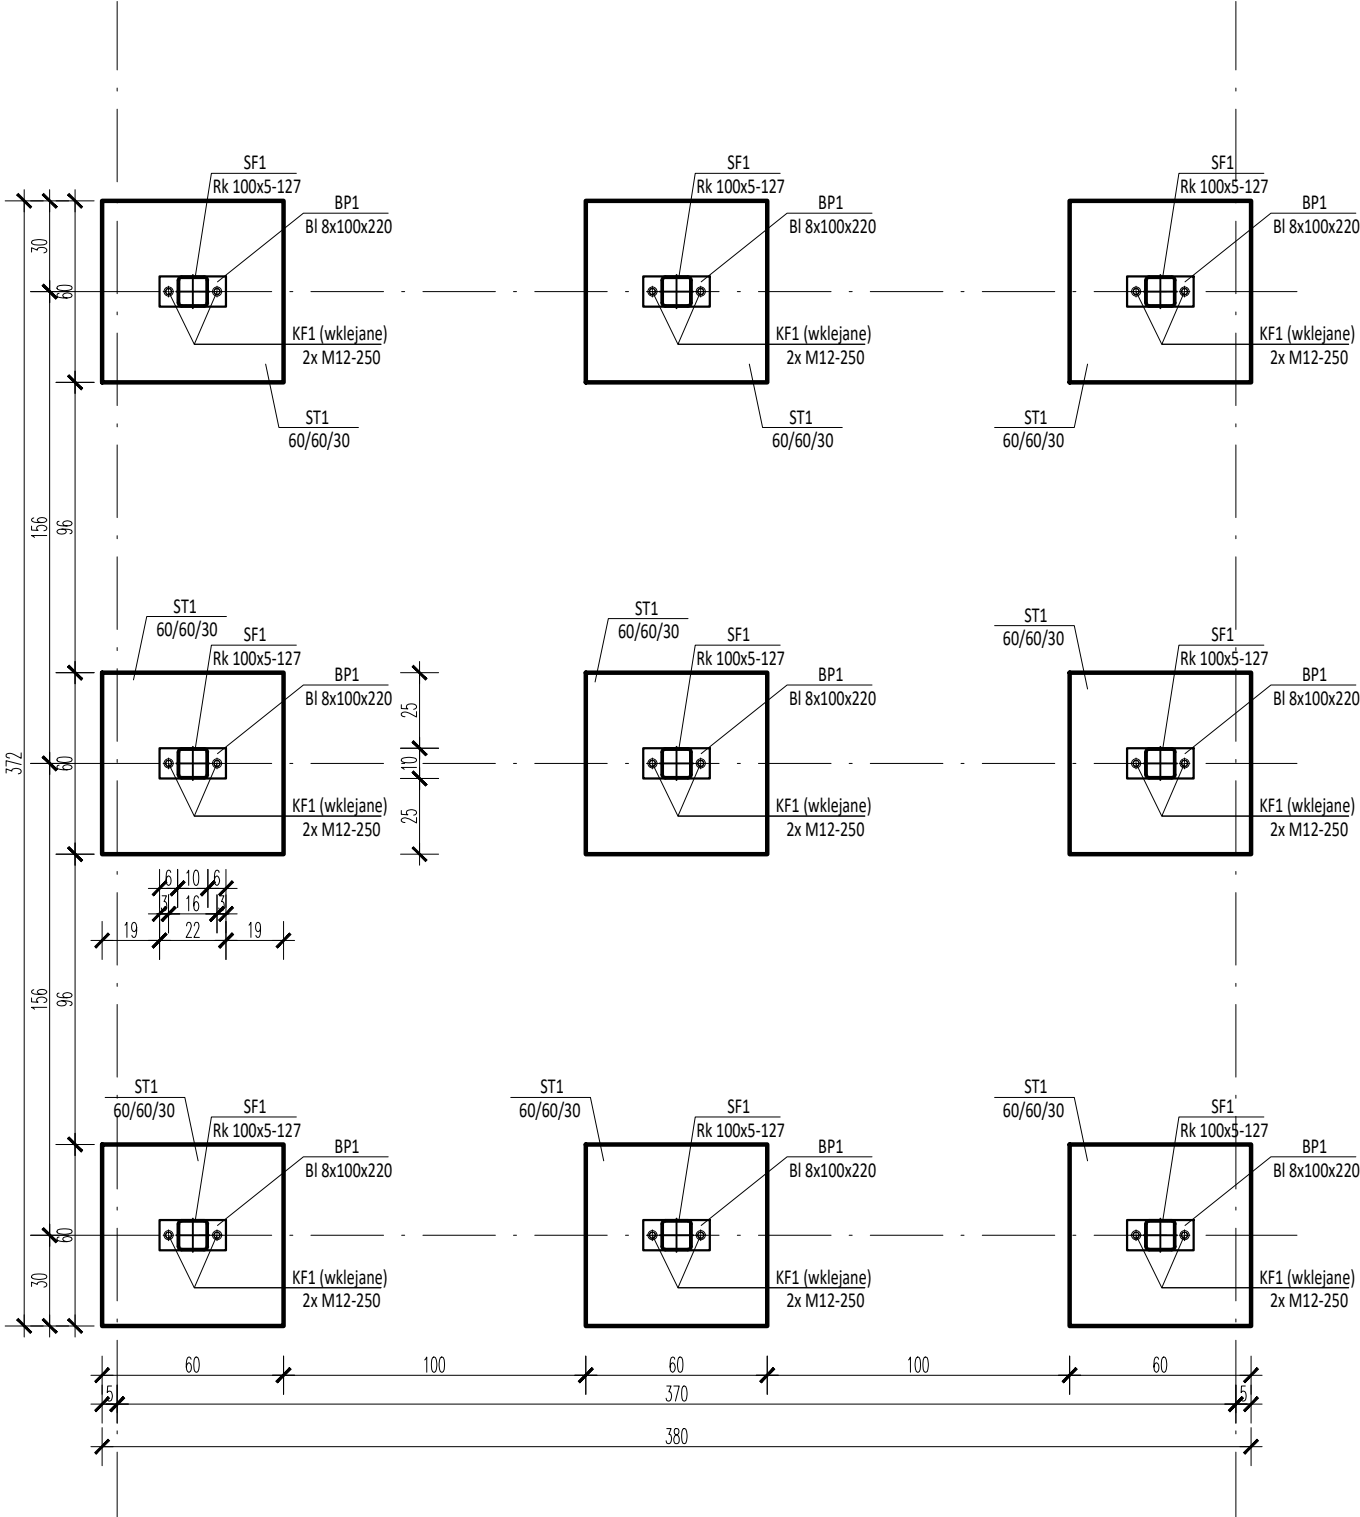 SF1
Rk 100x5-127
BP1
Bl 8x100x220
KF1 (wklejane)
2x M12-250
ST1
60/60/30
SF1
Rk 100x5-127
BP1
Bl 8x100x220
KF1 (wklejane)
2x M12-250
ST1
60/60/30
SF1
Rk 100x5-127
BP1
Bl 8x100x220
KF1 (wklejane)
2x M12-250
ST1
60/60/30
30
60
156
96
ST1
60/60/30
SF1
Rk 100x5-127
BP1
Bl 8x100x220
KF1 (wklejane)
2x M12-250
25
10
25
ST1
60/60/30
SF1
Rk 100x5-127
BP1
Bl 8x100x220
KF1 (wklejane)
2x M12-250
ST1
60/60/30
SF1
Rk 100x5-127
BP1
Bl 8x100x220
KF1 (wklejane)
2x M12-250
372
60
6 10 6
3 16 3
19 22 19
156
96
ST1
60/60/30
SF1
Rk 100x5-127
BP1
Bl 8x100x220
KF1 (wklejane)
2x M12-250
ST1
60/60/30
SF1
Rk 100x5-127
BP1
Bl 8x100x220
KF1 (wklejane)
2x M12-250
ST1
60/60/30
SF1
Rk 100x5-127
BP1
Bl 8x100x220
KF1 (wklejane)
2x M12-250
60
30
60 100 60 100 60
5 370 5
380